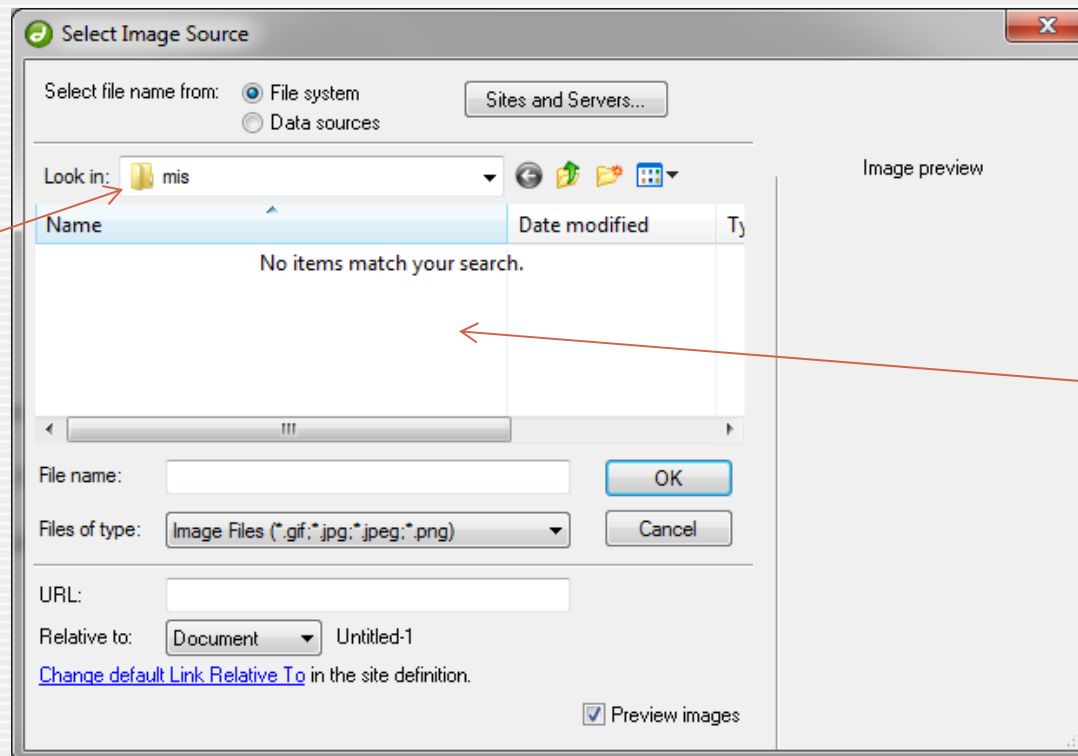 Select Image Source
Select file name from: File system Sites and Servers...
Data sources
Look in: mis
Image preview
Name Date modified Ty
No items match your search.
File name: OK
Files of type: Image Files (*.gif;*.jpg;*.jpeg;*.png) Cancel
URL:
Relative to: Document Untitled-1
Change default Link Relative To in the site definition.
Preview images